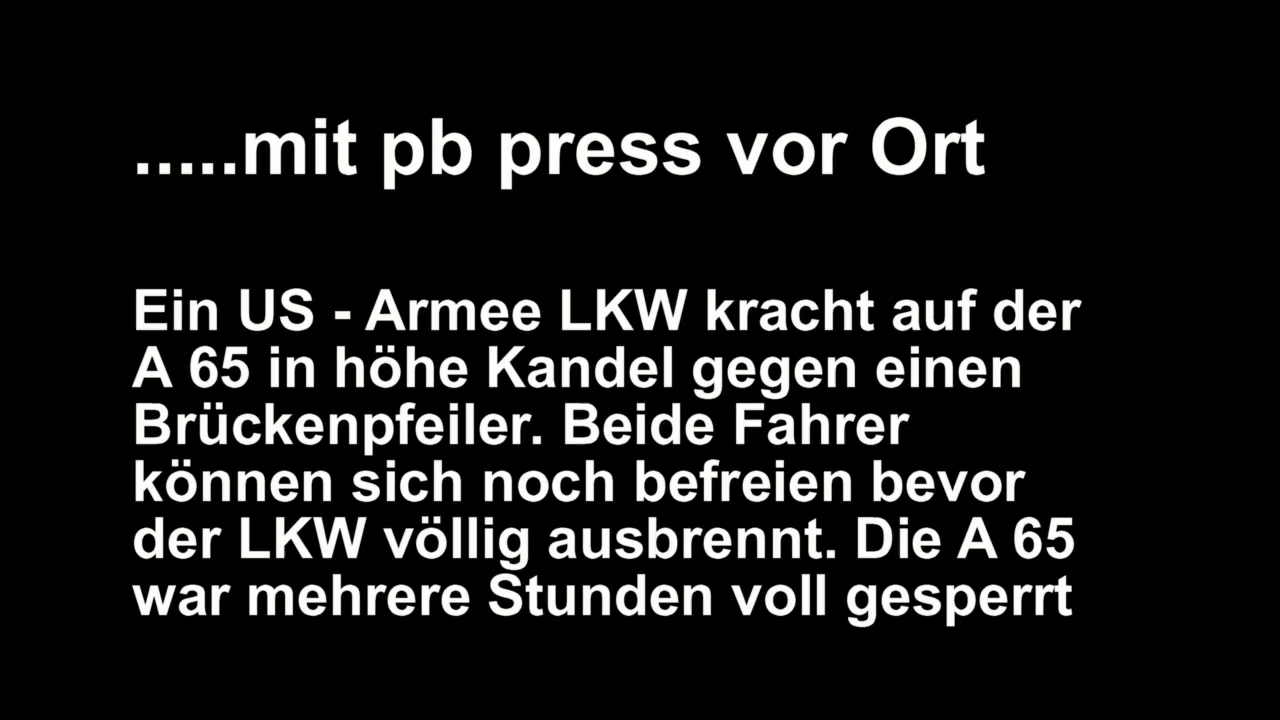 .....mit pb press vor Ort
Ein US - Armee LKW kracht auf der
A 65 in höhe Kandel gegen einen
Brückenpfeiler. Beide Fahrer
können sich noch befreien bevor
der LKW völlig ausbrennt. Die A 65
war mehrere Stunden voll gesperrt